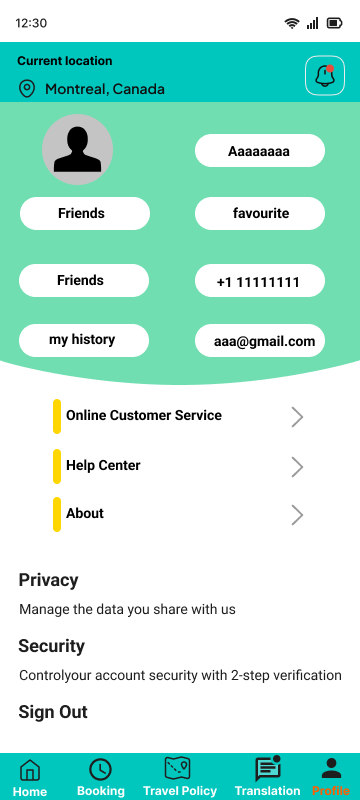 12:30
Current location
Montreal, Canada
Aaaaaaaa
Friends
favourite
Friends
+1 11111111
my history
aaa@gmail.com
Online Customer Service
Help Center
About
Privacy
Manage the data you share with us
Security
Controlyour account security with 2-step verification
Sign Out
Home
Booking
Travel Policy
Translation
Profile